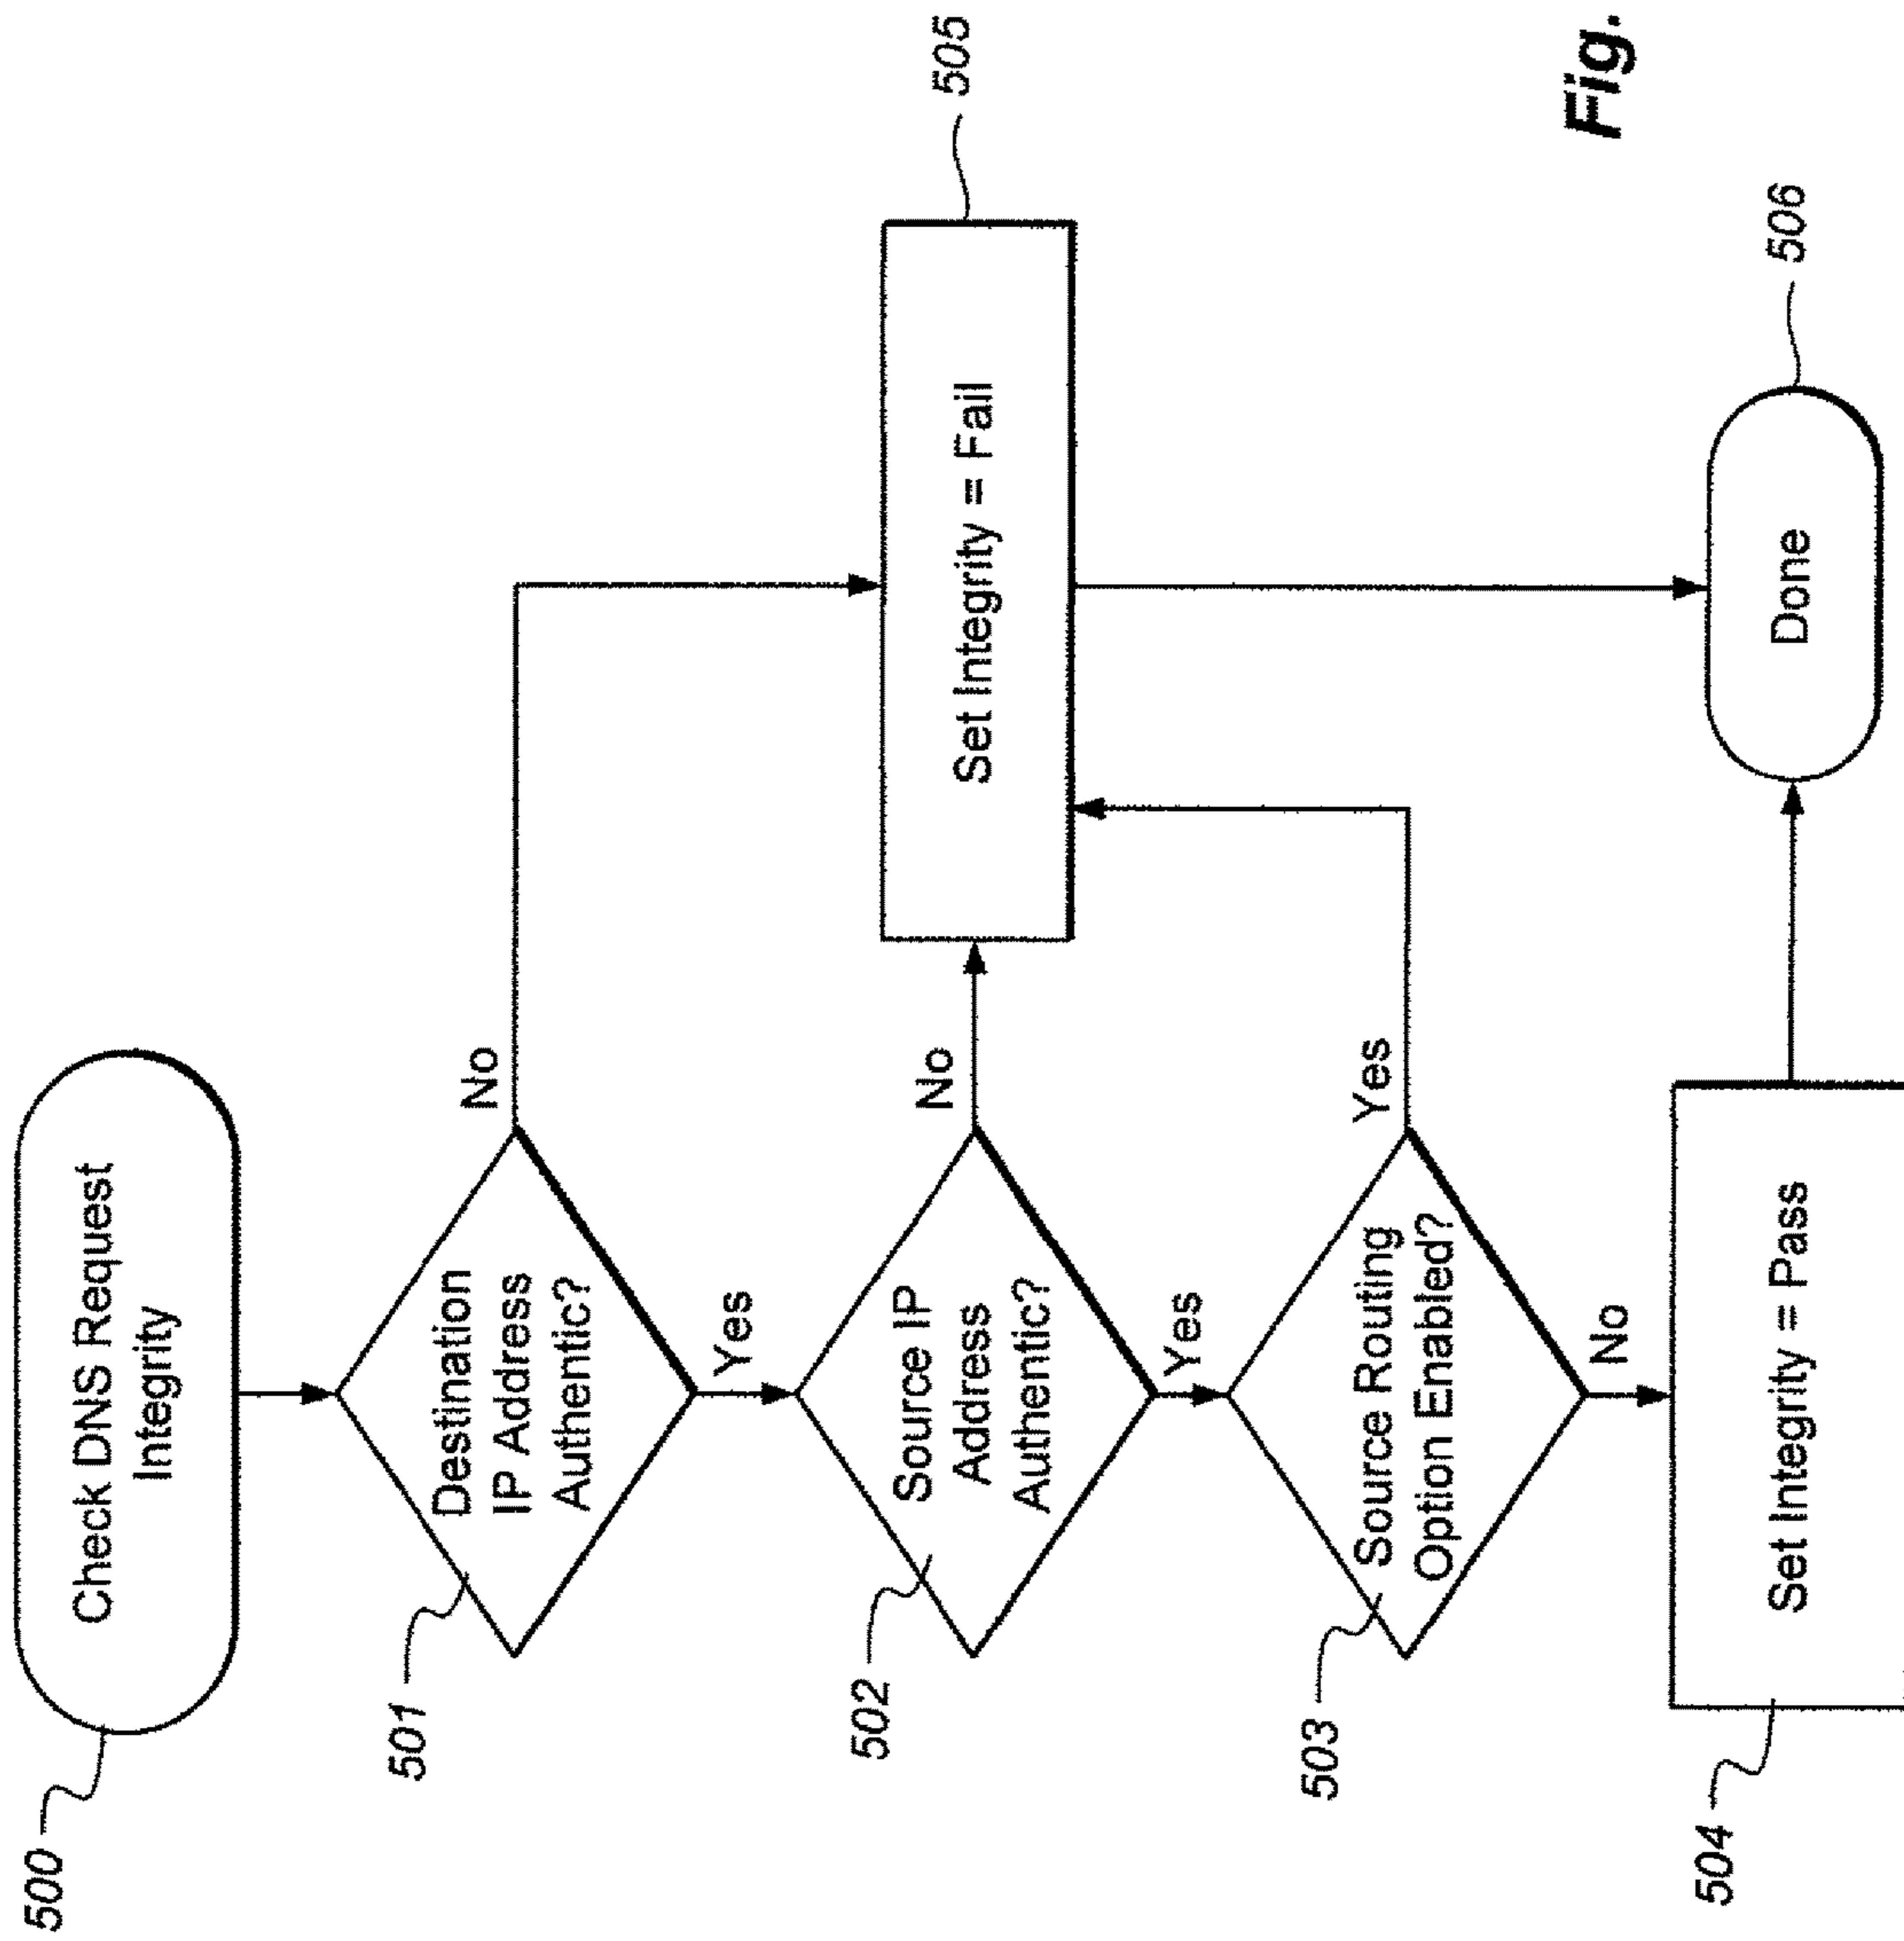 500
Check DNS Request
Integrity
501
Destination
IP Address
Authentic?
No
Yes
502
Source IP
Address
Authentic?
No
Yes
505
Set Integrity = Fail
503
Source Routing
Option Enabled?
Yes
No
504
Set Integrity = Pass
506
Done
Fig.